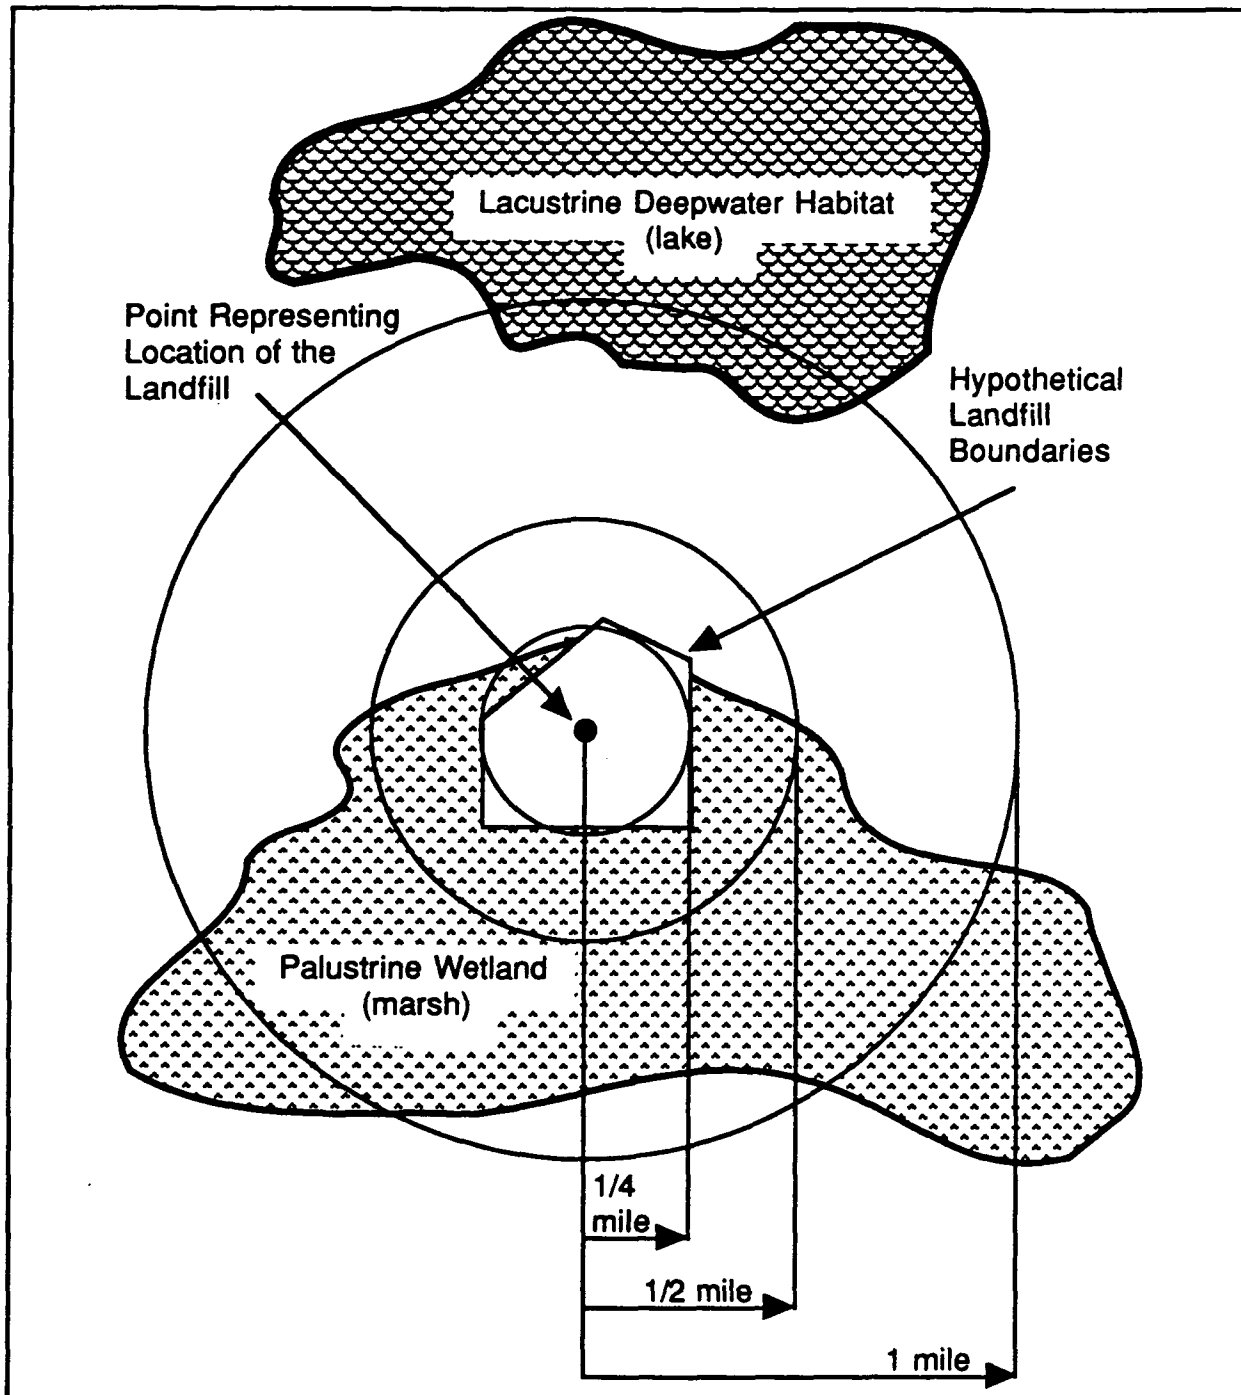 Lacustrine Deepwater Habitat
(lake)
Point Representing
Location of the
Landfill
Hypothetical
Landfill
Boundaries
Palustrine Wetland
(marsh)
1/4
mile
1/2 mile
1 mile